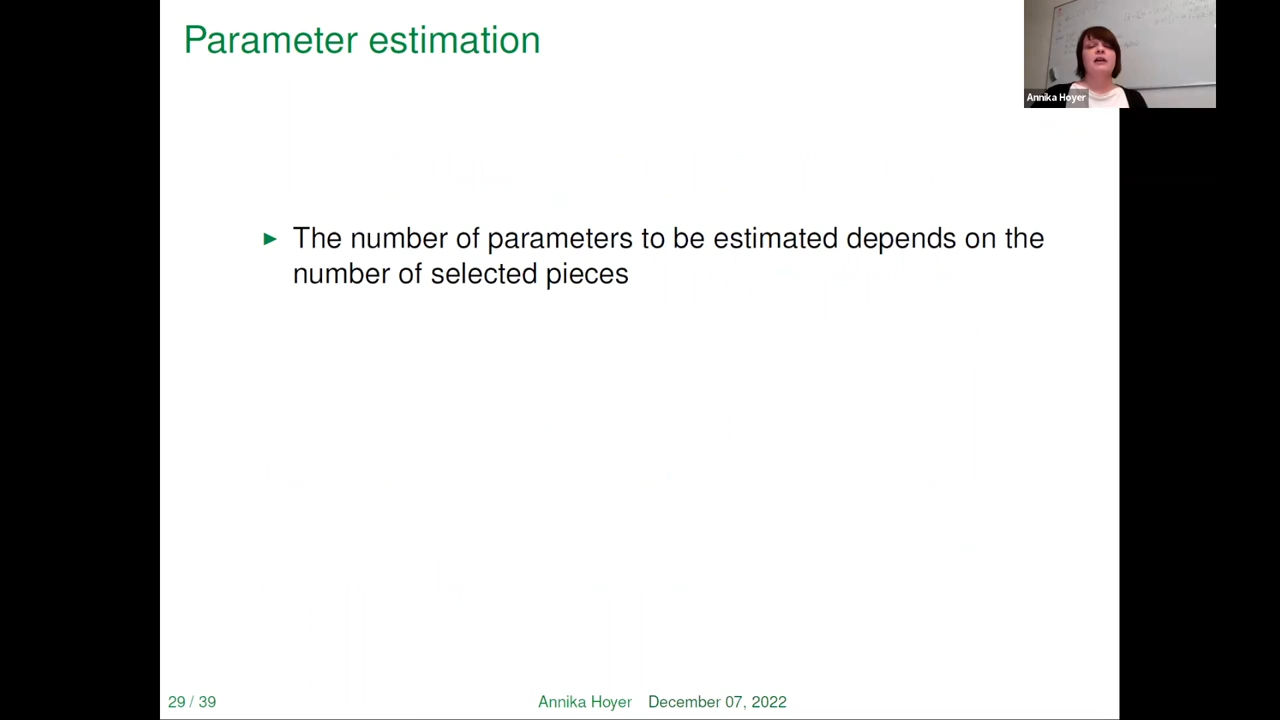 Parameter estimation
Annika Hoyer
► The number of parameters to be estimated depends on the
number of selected pieces
29 / 39
Annika Hoyer December 07, 2022